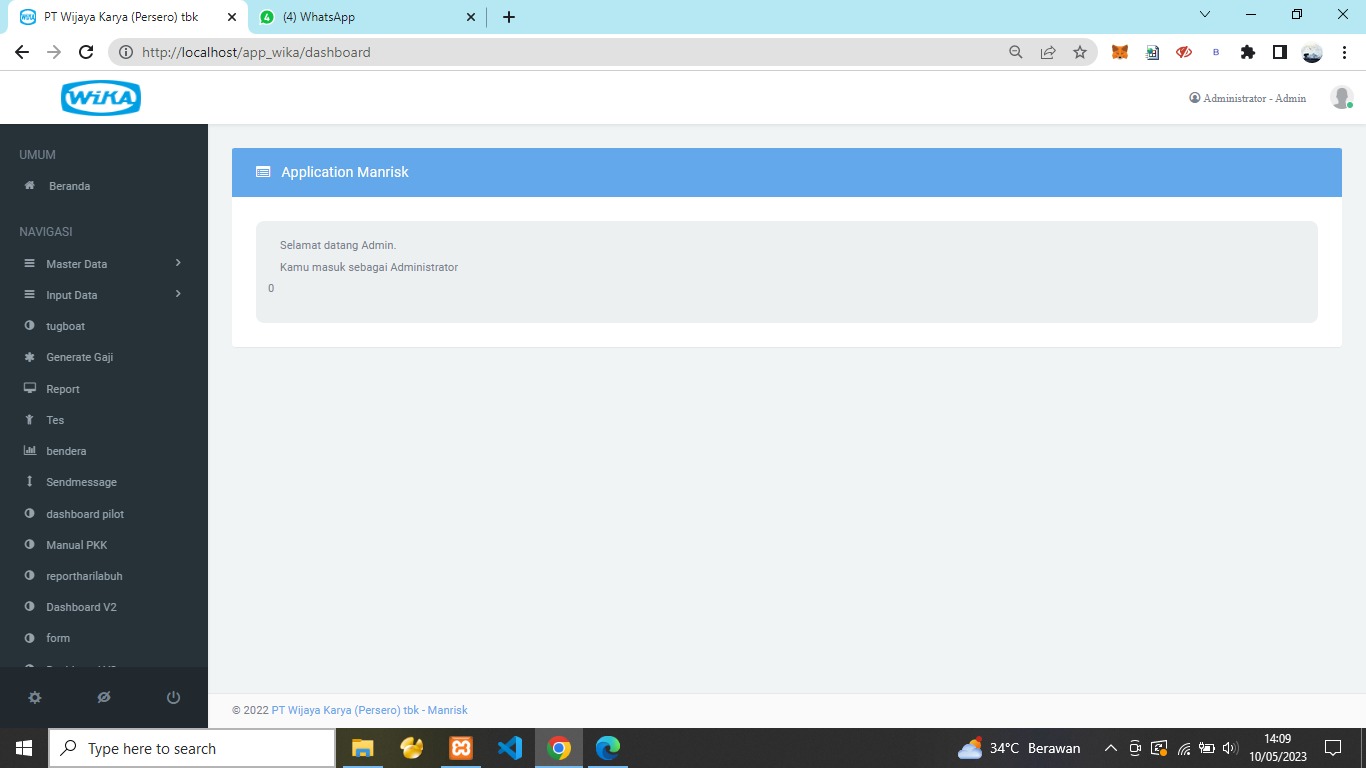 PT Wijaya Karya (Persero) tbk
(4) WhatsApp
http://localhost/app_wika/dashboard
WIKA
Administrator - Admin
UMUM
Beranda
NAVIGASI
Master Data
Input Data
tugboat
Generate Gaji
Report
Tes
bendera
Sendmessage
dashboard pilot
Manual PKK
reportharilabuh
Dashboard V2
form
Application Manrisk
Selamat datang Admin.
Kamu masuk sebagai Administrator
0
© 2022 PT Wijaya Karya (Persero) tbk - Manrisk
Type here to search
34°C Berawan
14:09
10/05/2023